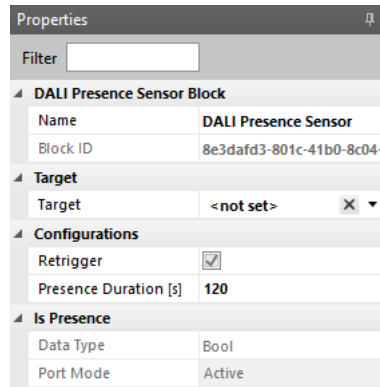 Properties
Filter
DALI Presence Sensor Block
Name DALI Presence Sensor
Block ID 8e3dafd3-801c-41b0-8c04-
Target
Target <not set>
Configurations
Retrigger
Presence Duration [s] 120
Is Presence
Data Type Bool
Port Mode Active